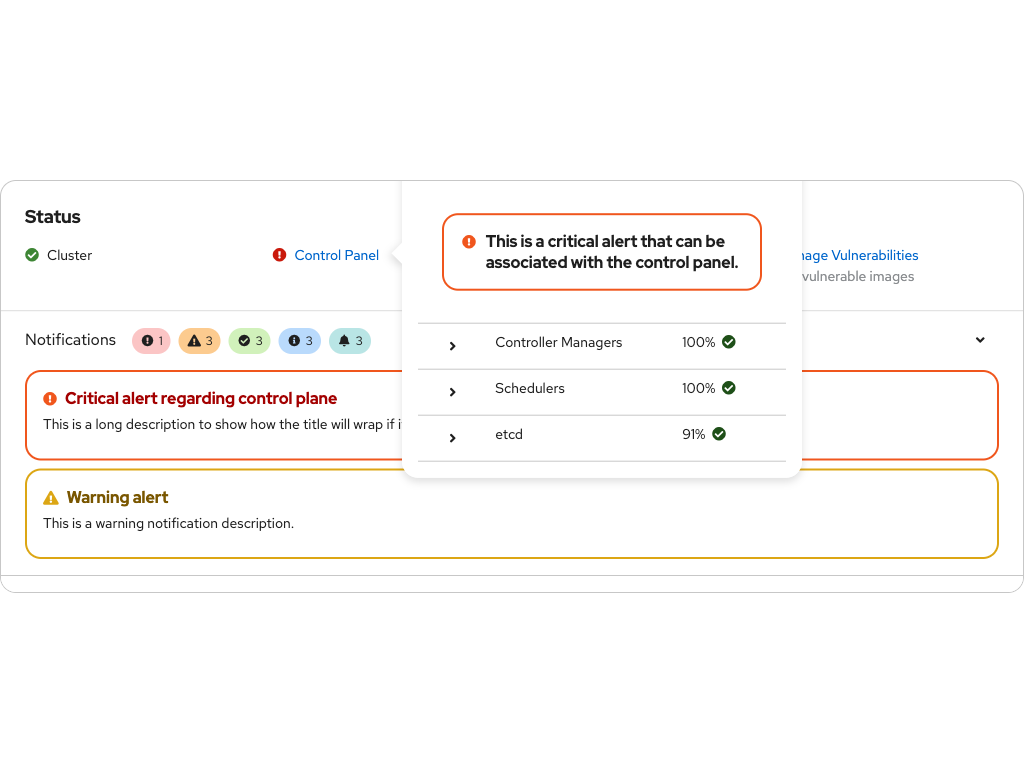 Status
Cluster
Control Panel
Vulnerabilities
vulnerable images
This is a critical alert that can be
associated with the control panel.
Controller Managers 100%
Schedulers 100%
etcd 91%
Notifications 1 3 3 3 3
Critical alert regarding control plane
This is a long description to show how the title will wrap if
Warning alert
This is a warning notification description.